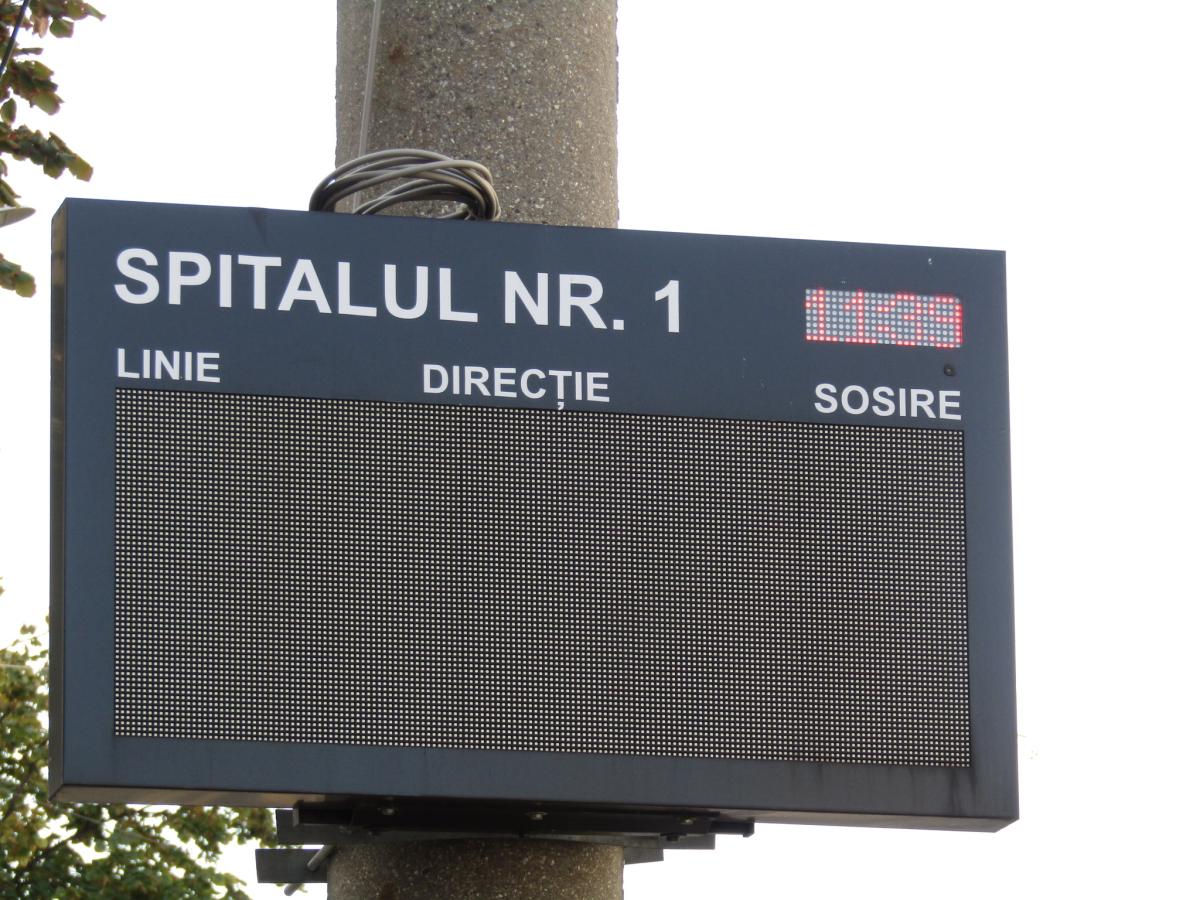 SPITALUL NR. 1
LINIE DIRECȚIE SOSIRE